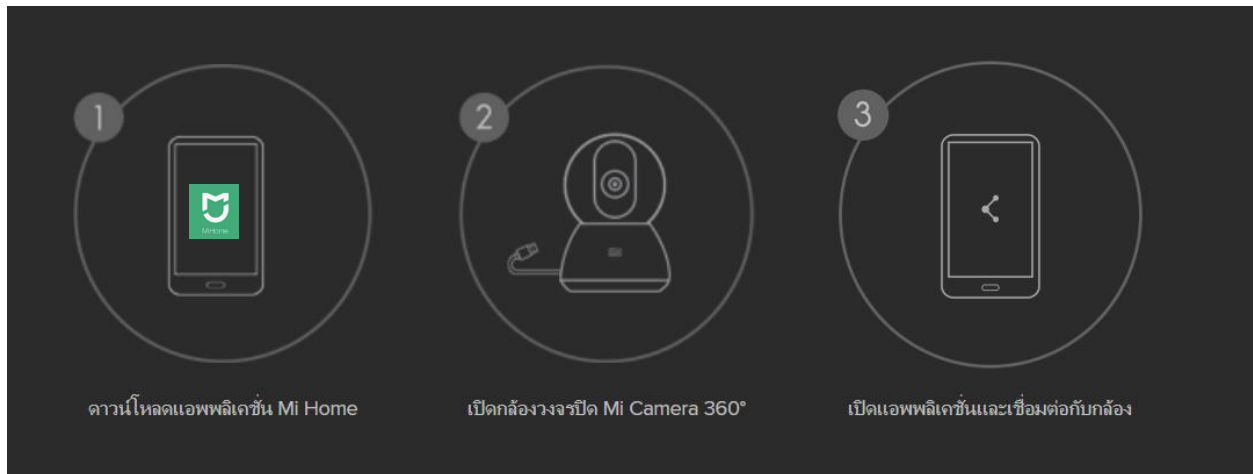 1
2
3
MiHome
ดาวน์โหลดแอพพลิเคชั่น Mi Home
เปิดกล้องวงจรปิด Mi Camera 360°
เปิดแอพพลิเคชั่นและเชื่อมต่อกับกล้อง